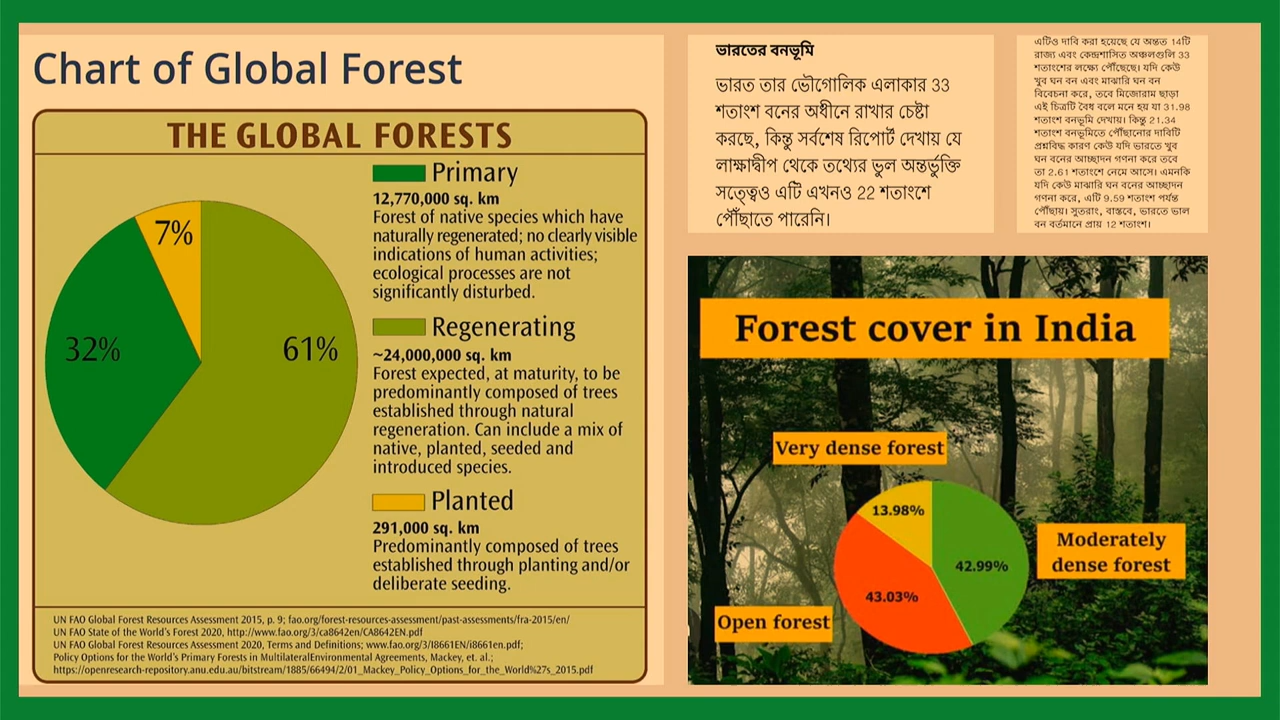 Chart of Global Forest
THE GLOBAL FORESTS
7%
32%
61%
Primary
12,770,000 sq. km
Forest of native species which have
naturally regenerated; no clearly visible
indications of human activities;
ecological processes are not
significantly disturbed.
Regenerating
~24,000,000 sq. km
Forest expected, at maturity, to be
predominantly composed of trees
established through natural
regeneration. Can include a mix of
native, planted, seeded and
introduced species.
Planted
291,000 sq. km
Predominantly composed of trees
established through planting and/or
deliberate seeding.
UN FAO Global Forest Resources Assessment 2015, p. 9; fao.org/forest-resources-assessment/past-assessments/fra-2015/en/
UN FAO State of the World's Forest 2020, http://www.fao.org/3/ca8642en/CA8642EN.pdf
UN FAO Global Forest Resources Assessment 2020, Terms and Definitions; www.fao.org/3/I8661EN/i8661en.pdf;
Policy Options for the World's Primary Forests in MultilateralEnvironmental Agreements, Mackey, et. al.;
https://openresearch-repository.anu.edu.au/bitstream/1885/66494/2/01_Mackey_Policy_Options_for_the_World%27s_2015.pdf
ভারতের বনভূমি
ভারত তার ভৌগোলিক এলাকার 33
শতাংশ বনের অধীনে রাখার চেষ্টা
করছে, কিন্তু সর্বশেষ রিপোর্ট দেখায় যে
লাক্ষাদ্বীপ থেকে তথ্যের ভুল অন্তর্ভুক্তি
সত্ত্বেও এটি এখনও 22 শতাংশে
পৌঁছাতে পারেনি।
এটিও দাবি করা হয়েছে যে অন্তত 14টি
রাজ্য এবং কেন্দ্রশাসিত অঞ্চলগুলি 33
শতাংশের লক্ষ্যে পৌঁছেছে। যদি কেউ
খুব ঘন বন এবং মাঝারি ঘন বন
বিবেচনা করে, তবে মিজোরাম ছাড়া
এই চিত্রটি বৈধ বলে মনে হয় যা 31.98
শতাংশ বনভূমি দেখায়। কিন্তু 21.34
শতাংশ বনভূমিতে পৌঁছানোর দাবিটি
প্রশ্নবিদ্ধ কারণ কেউ যদি ভারতে খুব
ঘন বনের আচ্ছাদন গণনা করে তবে
তা 2.61 শতাংশে নেমে আসে। এমনকি
যদি কেউ মাঝারি ঘন বনের আচ্ছাদন
গণনা করে, এটি 9.59 শতাংশ পর্যন্ত
পৌঁছায়। সুতরাং, বাস্তবে, ভারতে ভাল
বন বর্তমানে প্রায় 12 শতাংশ।
Forest cover in India
Very dense forest
13.98%
42.99%
Moderately
dense forest
43.03%
Open forest